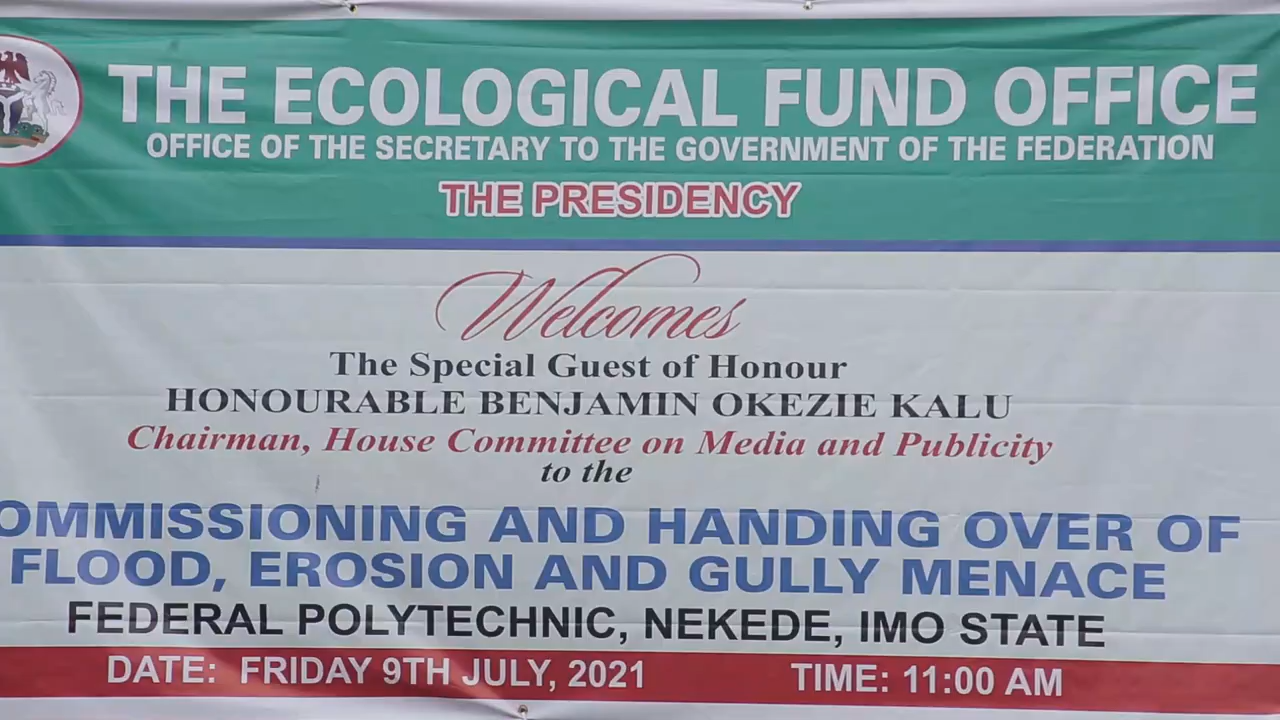 THE ECOLOGICAL FUND OFFICE
OFFICE OF THE SECRETARY TO THE GOVERNMENT OF THE FEDERATION
THE PRESIDENCY
Welcomes
The Special Guest of Honour
HONOURABLE BENJAMIN OKEZIE KALU
Chairman, House Committee on Media and Publicity
to the
OMMISSIONING AND HANDING OVER OF
FLOOD, EROSION AND GULLY MENACE
FEDERAL POLYTECHNIC, NEKEDE, IMO STATE
DATE: FRIDAY 9TH JULY, 2021 TIME: 11:00 AM